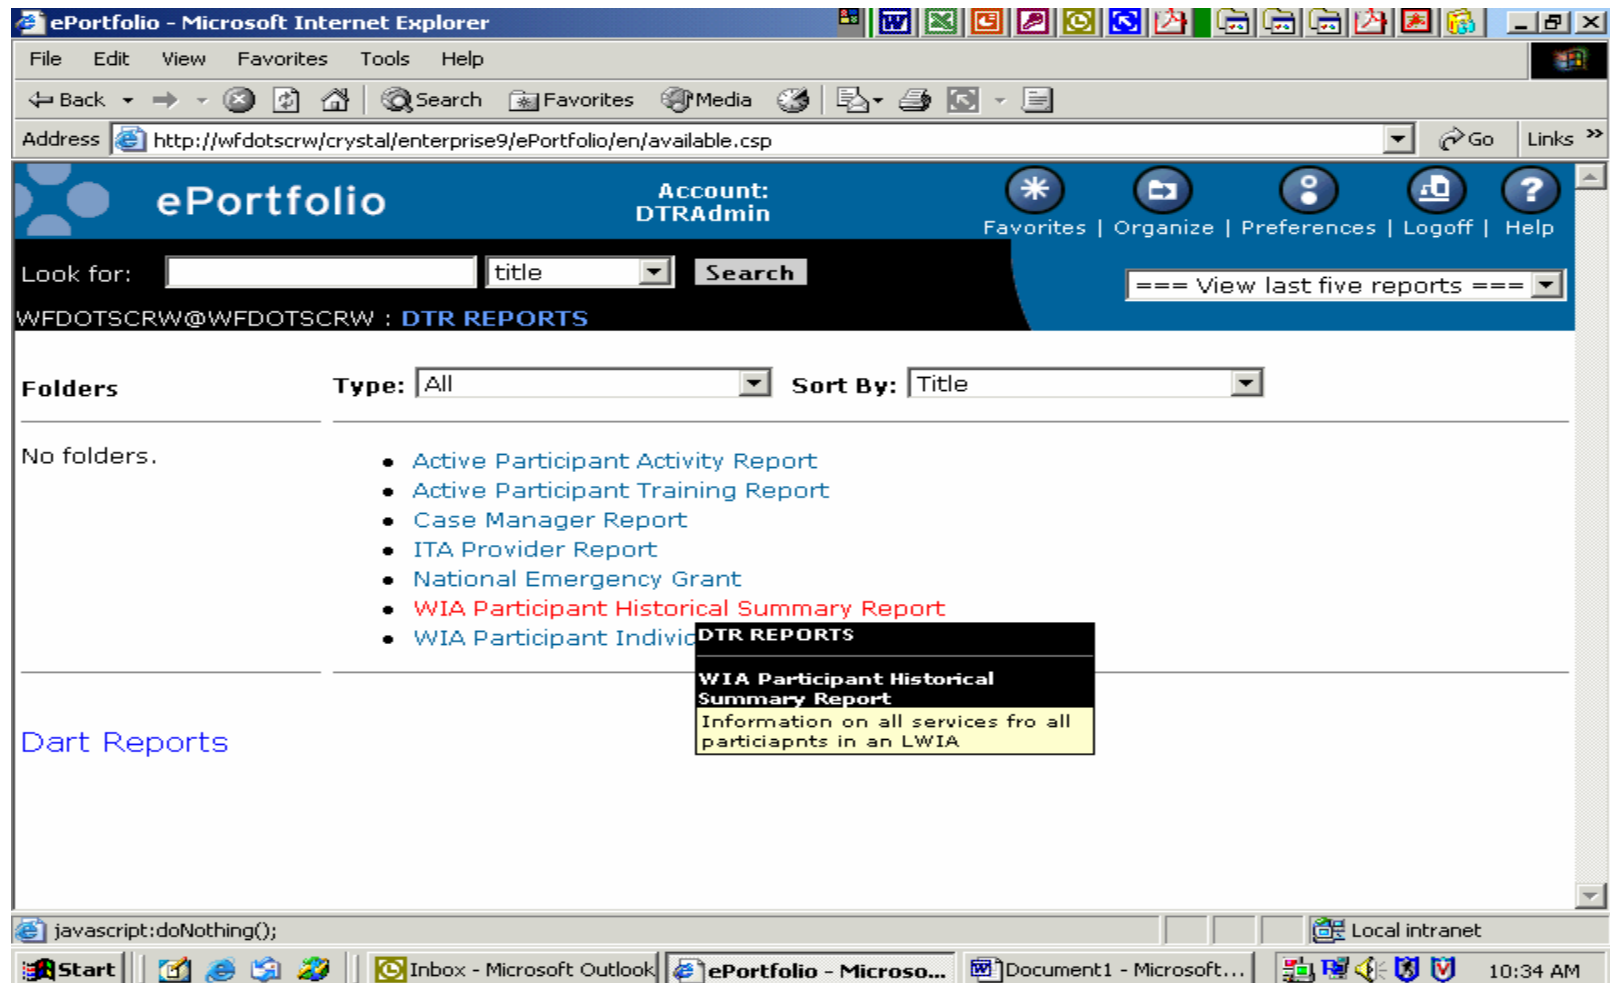 ePortfolio - Microsoft Internet Explorer
File Edit View Favorites Tools Help
Back Search Favorites Media
Address http://wfdotscrw/crystal/enterprise9/ePortfolio/en/available.csp Go Links »
ePortfolio Account: DTRAdmin
Favorites | Organize | Preferences | Logoff | Help
Look for: title Search
=== View last five reports ===
WFDOTSCRW@WFDOTSCRW : DTR REPORTS
Folders Type: All Sort By: Title
No folders.
• Active Participant Activity Report
• Active Participant Training Report
• Case Manager Report
• ITA Provider Report
• National Emergency Grant
• WIA Participant Historical Summary Report
• WIA Participant
DTR REPORTS
WIA Participant Historical
Summary Report
Information on all services fro all
particiapnts in an LWIA
Dart Reports
javascript:doNothing(); Local intranet
Start Inbox - Microsoft Outlook ePortfolio - Microso... Document1 - Microsoft... 10:34 AM